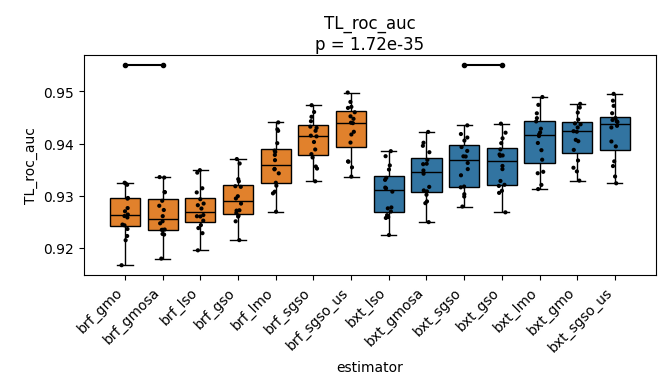 TL_roc_auc
p = 1.72e-35
TL_roc_auc
0.95
0.94
0.93
0.92
brf_gmo
brf_gmosa
brf_lso
brf_gso
brf_lmo
brf_sgso
brf_sgso_us
bxt_lso
bxt_gmosa
bxt_sgso
bxt_gso
bxt_lmo
bxt_gmo
bxt_sgso_us
estimator